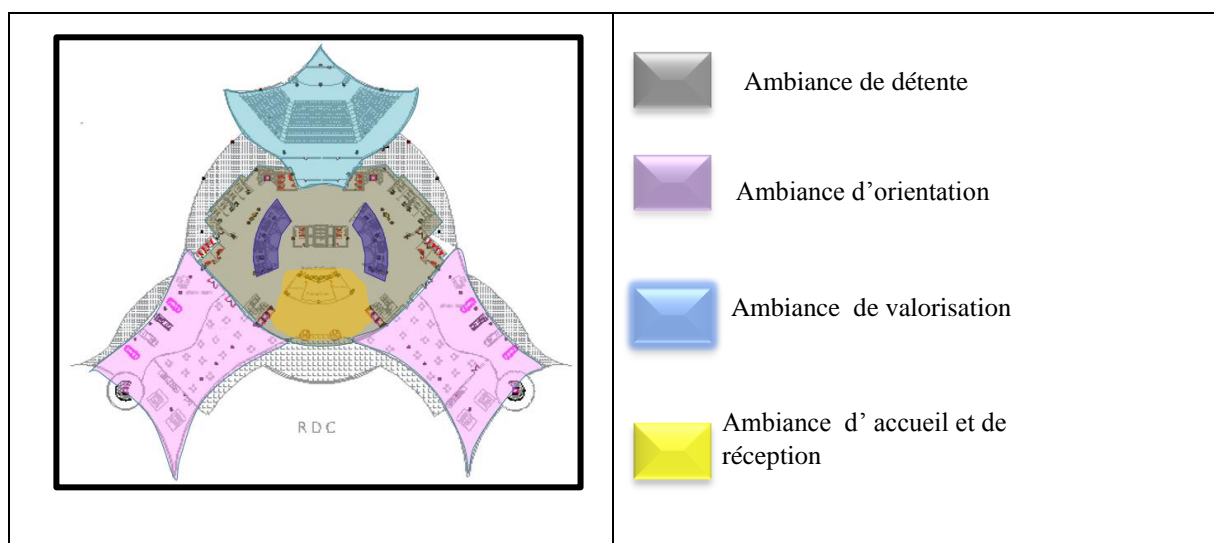 RDC
Ambiance de détente
Ambiance d’orientation
Ambiance de valorisation
Ambiance d’ accueil et de
réception